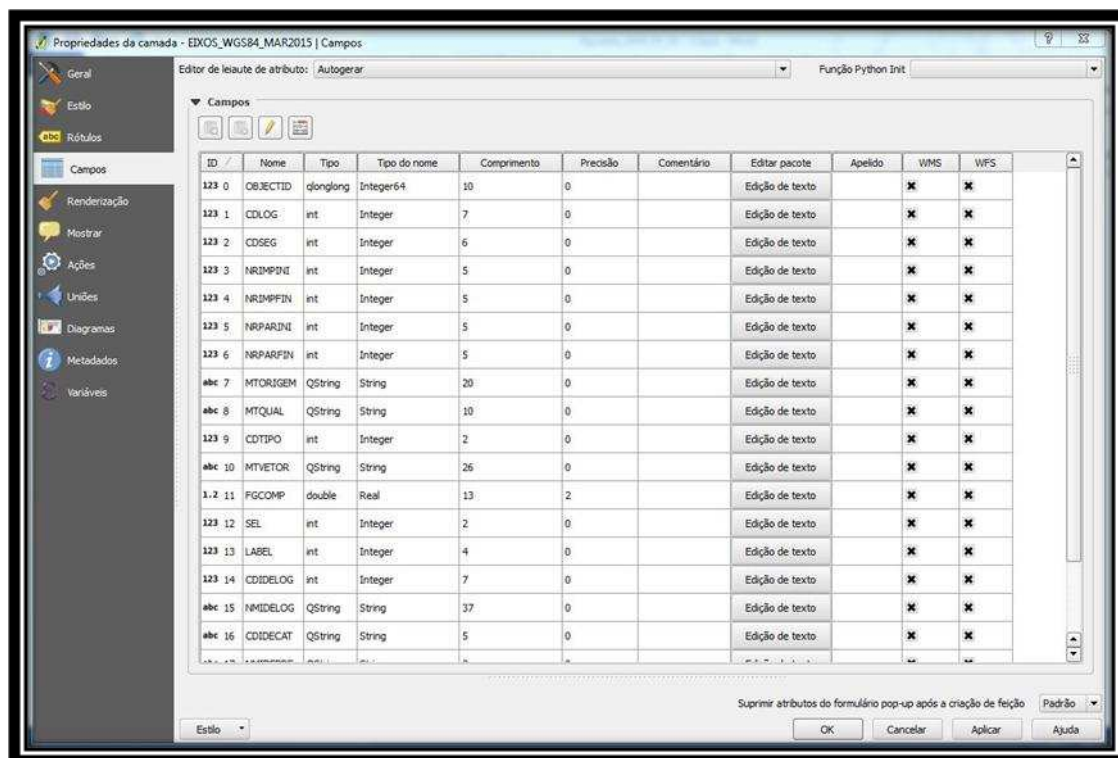 Propriedades da camada - EIXOS_WGS84_MAR2015 | Campos
Geral
Estilo
Rótulos
Campos
Renderização
Mostrar
Ações
Uniões
Diagramas
Metadados
Variáveis
Editor de leiaute de atributo: Autogerar
Função Python Init
Campos
ID Nome Tipo Tipo do nome Comprimento Precisão Comentário Editar pacote Apelido WMS WFS
123 0 OBJECTID qlonglong Integer64 10 0 Edição de texto
123 1 CDLOG int Integer 7 0 Edição de texto
123 2 CDSEG int Integer 6 0 Edição de texto
123 3 NRIMPINI int Integer 5 0 Edição de texto
123 4 NRIMPFIN int Integer 5 0 Edição de texto
123 5 NRPARINI int Integer 5 0 Edição de texto
123 6 NRPARFIN int Integer 5 0 Edição de texto
abc 7 MTORIGEM QString String 20 0 Edição de texto
abc 8 MTQUAL QString String 10 0 Edição de texto
123 9 CDTIPO int Integer 2 0 Edição de texto
abc 10 MTVETOR QString String 26 0 Edição de texto
1.2 11 FGCOMP double Real 13 2 Edição de texto
123 12 SEL int Integer 2 0 Edição de texto
123 13 LABEL int Integer 4 0 Edição de texto
123 14 CDIDELOG int Integer 7 0 Edição de texto
abc 15 NMIDELOG QString String 37 0 Edição de texto
abc 16 CDIDECAT QString String 5 0 Edição de texto
Suprimir atributos do formulário pop-up após a criação de feição Padrão
Estilo OK Cancelar Aplicar Ajuda